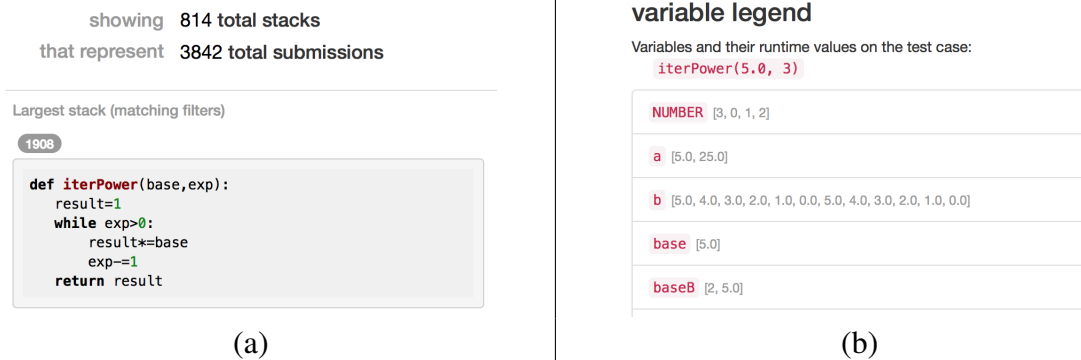 showing 814 total stacks
that represent 3842 total submissions
Largest stack (matching filters)
1908
def iterPower(base,exp):
result=1
while exp>0:
result*=base
exp-=1
return result
(a)
variable legend
Variables and their runtime values on the test case:
iterPower(5.0, 3)
NUMBER [3, 0, 1, 2]
a [5.0, 25.0]
b [5.0, 4.0, 3.0, 2.0, 1.0, 0.0, 5.0, 4.0, 3.0, 2.0, 1.0, 0.0]
base [5.0]
baseB [2, 5.0]
(b)